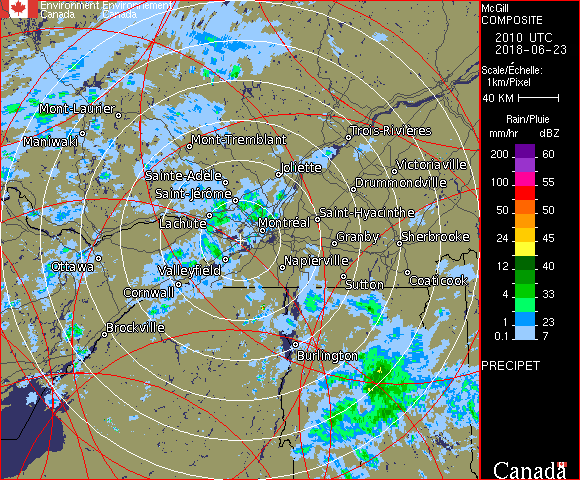 Environment Environnement
Canada Canada
McGill
COMPOSITE
2010 UTC
2018-06-23
Scale/Échelle:
1km/Pixel
40 KM
Rain/Pluie
mm/hr dBZ
200 60
100 55
50 50
24 45
12 40
4 33
1 23
0.1 7
PRECIPET
Mont-Laurier
Maniwaki
Mont-Tremblant
Trois-Rivières
Sainte-Adèle
Joliette
Victoriaville
Saint-Jérôme
Drummondville
Lachute
Montréal
Saint-Hyacinthe
Granby
Sherbrooke
Ottawa
Valleyfield
Napierville
Cornwall
Sutton
Coaticook
Brockville
Burlington
Canada